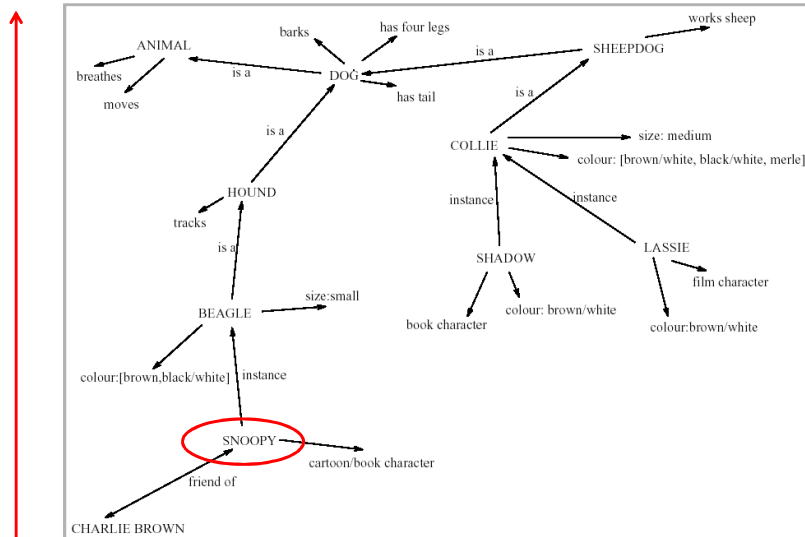 barks
has four legs
works sheep
ANIMAL
is a
SHEEPDOG
breathes
is a
DOG
moves
has tail
is a
is a
size: medium
COLLIE
colour: [brown/white, black/white, merle]
HOUND
instance
instance
tracks
is a
SHADOW
LASSIE
film character
size:small
colour: brown/white
BEAGLE
book character
colour:brown/white
colour:[brown,black/white]
instance
SNOOPY
cartoon/book character
friend of
CHARLIE BROWN